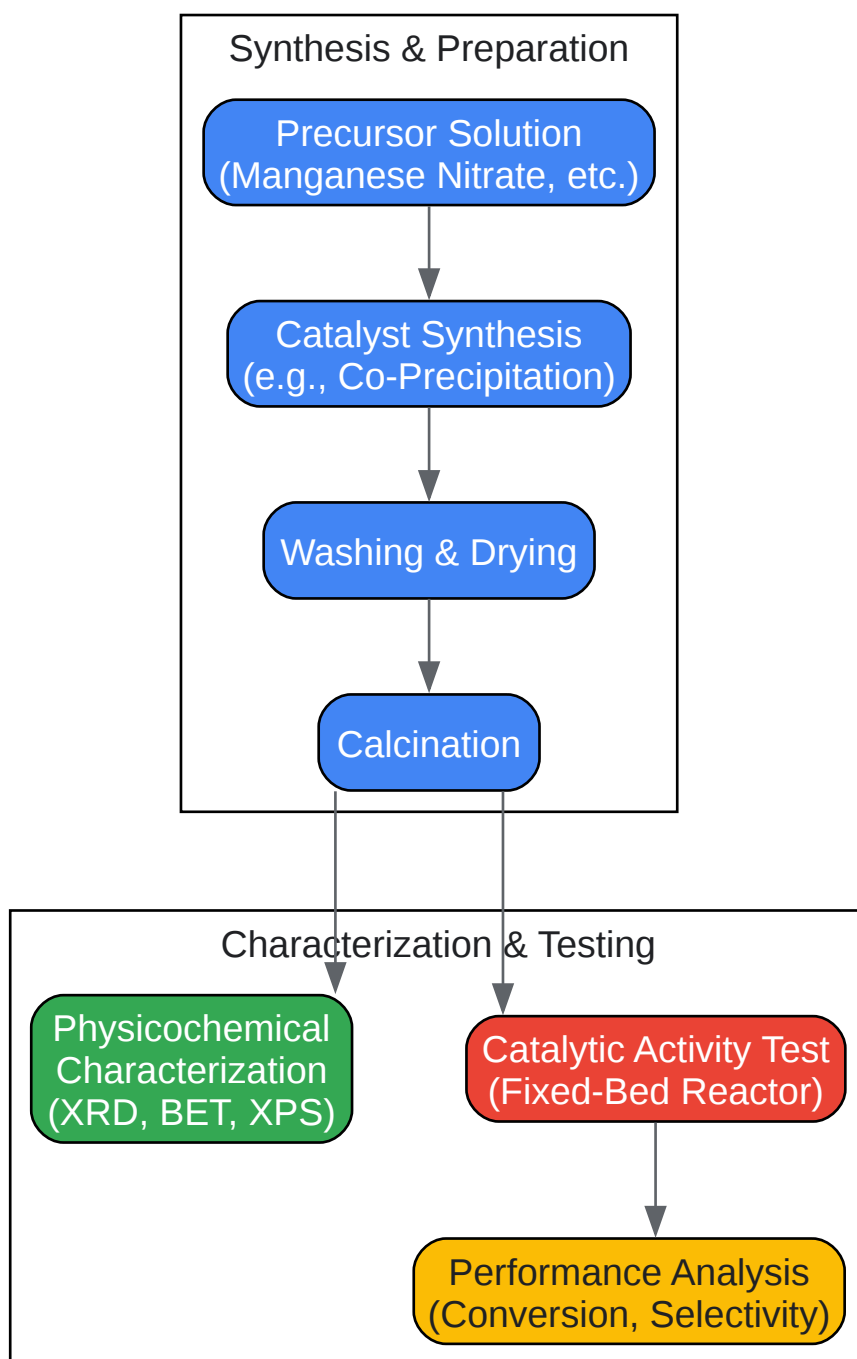 Synthesis & Preparation
Precursor Solution
(Manganese Nitrate, etc.)
Catalyst Synthesis
(e.g., Co-Precipitation)
Washing & Drying
Calcination
Characterization & Testing
Physicochemical
Characterization
(XRD, BET, XPS)
Catalytic Activity Test
(Fixed-Bed Reactor)
Performance Analysis
(Conversion, Selectivity)